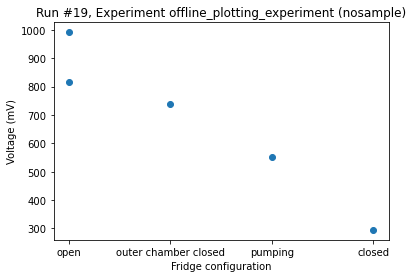 Run #19, Experiment offline_plotting_experiment (nosample)
1000
900
800
700
600
500
400
300
Voltage (mV)
open
outer chamber closed
pumping
closed
Fridge configuration